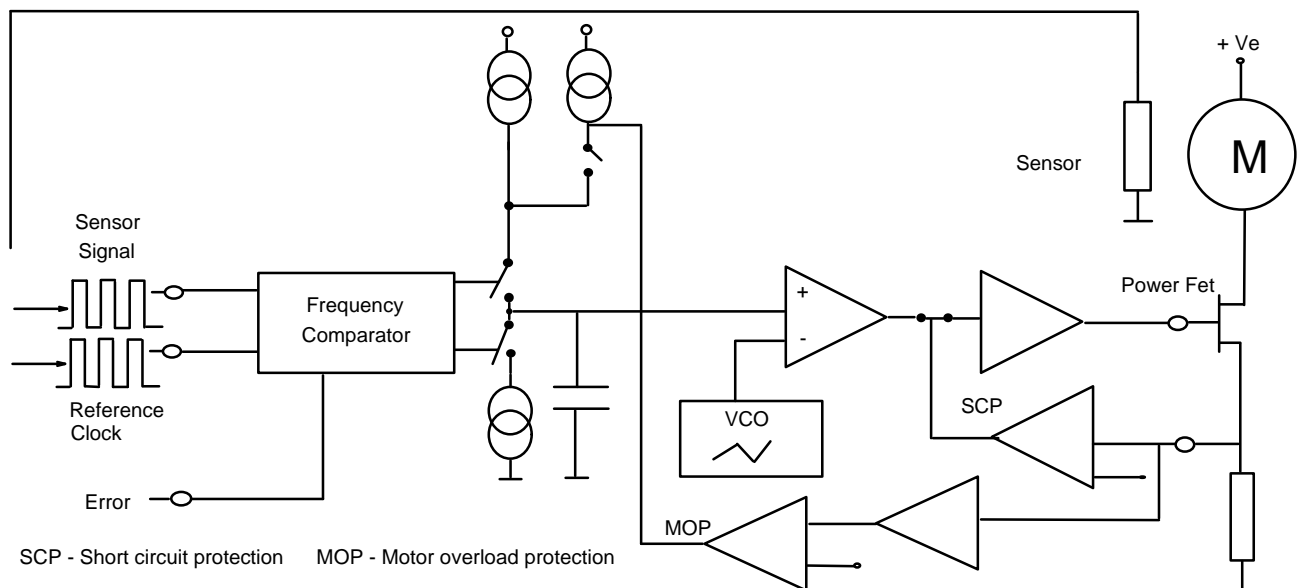 + Ve
M
Sensor
Sensor
Signal
Frequency
Comparator
Reference
Clock
Error
+
-
VCO
Power Fet
SCP
MOP
SCP - Short circuit protection MOP - Motor overload protection